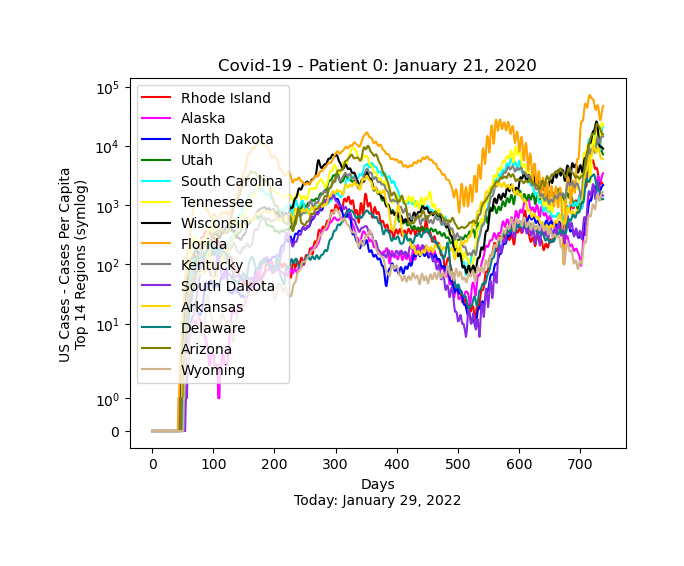 Covid-19 - Patient 0: January 21, 2020
US Cases - Cases Per Capita
Top 14 Regions (symlog)
10^5
10^4
10^3
10^2
10^1
10^0
0
Rhode Island
Alaska
North Dakota
Utah
South Carolina
Tennessee
Wisconsin
Florida
Kentucky
South Dakota
Arkansas
Delaware
Arizona
Wyoming
0 100 200 300 400 500 600 700
Days
Today: January 29, 2022